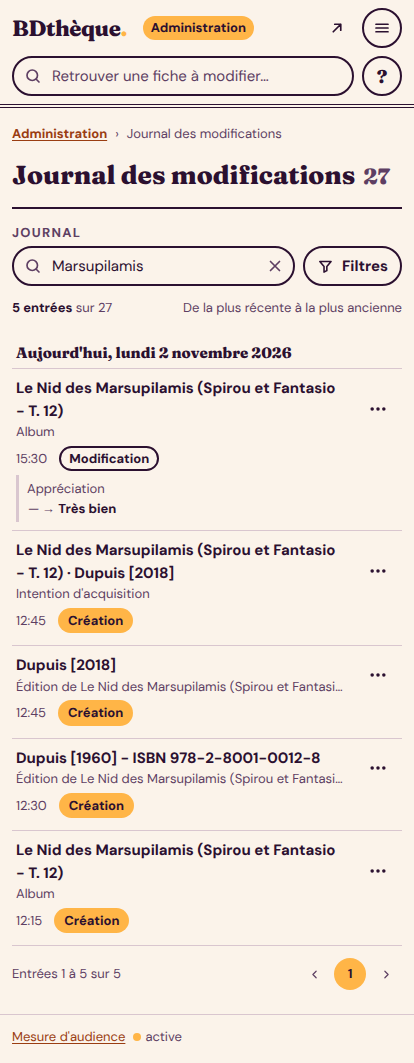 BDthèque.
Administration
Retrouver une fiche à modifier...
?
Administration › Journal des modifications
Journal des modifications 27
JOURNAL
Marsupilamis
Filtres
5 entrées sur 27
De la plus récente à la plus ancienne
Aujourd'hui, lundi 2 novembre 2026
Le Nid des Marsupilamis (Spirou et Fantasio
- T. 12)
Album
15:30 Modification
Appréciation
— → Très bien
Le Nid des Marsupilamis (Spirou et Fantasio
- T. 12) · Dupuis [2018]
Intention d'acquisition
12:45 Création
Dupuis [2018]
Édition de Le Nid des Marsupilamis (Spirou et Fantasi...
12:45 Création
Dupuis [1960] - ISBN 978-2-8001-0012-8
Édition de Le Nid des Marsupilamis (Spirou et Fantasi...
12:30 Création
Le Nid des Marsupilamis (Spirou et Fantasio
- T. 12)
Album
12:15 Création
Entrées 1 à 5 sur 5
‹ 1 ›
Mesure d'audience active